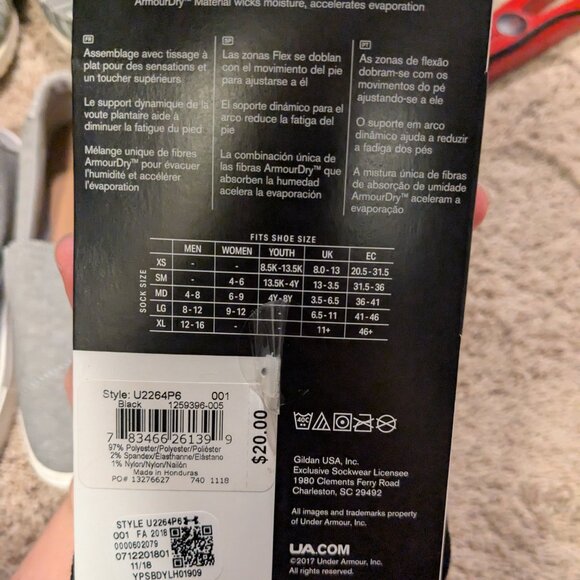 ArmourDry™ Material wicks moisture, accelerates evaporation
FR
Assemblage avec tissage à
plat pour des sensations et
un toucher supérieurs
Le support dynamique de la
voute plantaire aide à
diminuer la fatigue du pied
Mélange unique de fibres
ArmourDry™ pour évacuer
l'humidité et accélérer
l'évaporation
SP
Las zonas Flex se doblan
con el movimiento del pie
para ajustarse a él
El soporte dinámico para el
arco reduce la fatiga del
pie
La combinación única de
las fibras ArmourDry™ que
absorben la humedad
acelera la evaporación
PT
As zonas de flexão
dobram-se com os
movimentos do pé
ajustando-se a ele
O suporte em arco
dinâmico ajuda a reduzir
a fadiga dos pés
A mistura única de fibras
de absorção de umidade
ArmourDry™ aceleram a
evaporação
FITS SHOE SIZE
MEN WOMEN YOUTH UK EC
SOCK SIZE
XS - - 8.5K-13.5K 8.0-13 20.5-31.5
SM - 4-6 13.5K-4Y 13-3.5 31.5-36
MD 4-8 6-9 4Y-8Y 3.5-6.5 36-41
LG 8-12 9-12 - 6.5-11 41-46
XL 12-16 - - 11+ 46+
Style: U2264P6 001
Black 1259396-005
7 83466 26139 9
97% Polyester/Polyester/Poliéster
2% Spandex/Elasthanne/Elástano
1% Nylon/Nylon/Nailón
Made in Honduras
PO# 13276627 740 1118
$20.00
STYLE U2264P6
001 FA 2018
0000602079
0712201801
11/18
YPSBDYLH01909
40C
Gildan USA, Inc.
Exclusive Sockwear Licensee
1980 Clements Ferry Road
Charleston, SC 29492
All images and trademarks property
of Under Armour, Inc.
UA.COM
©2017 Under Armour, Inc.
All rights reserved.